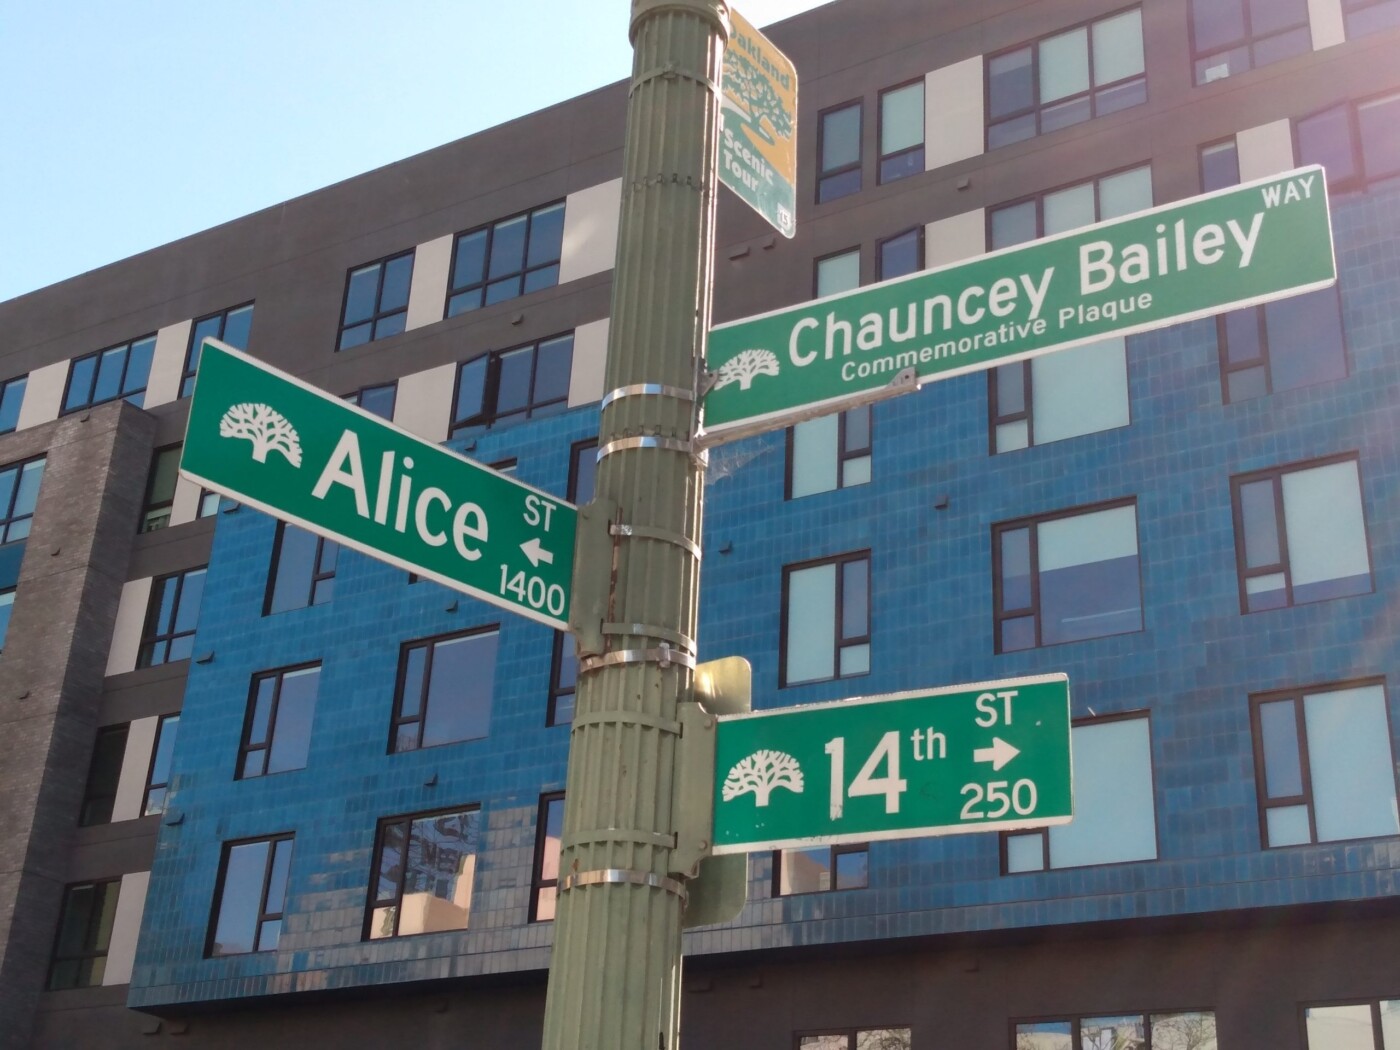 Oakland
Scenic
Tour
Chauncey Bailey WAY
Commemorative Plaque
Alice ST
1400
14th ST
250